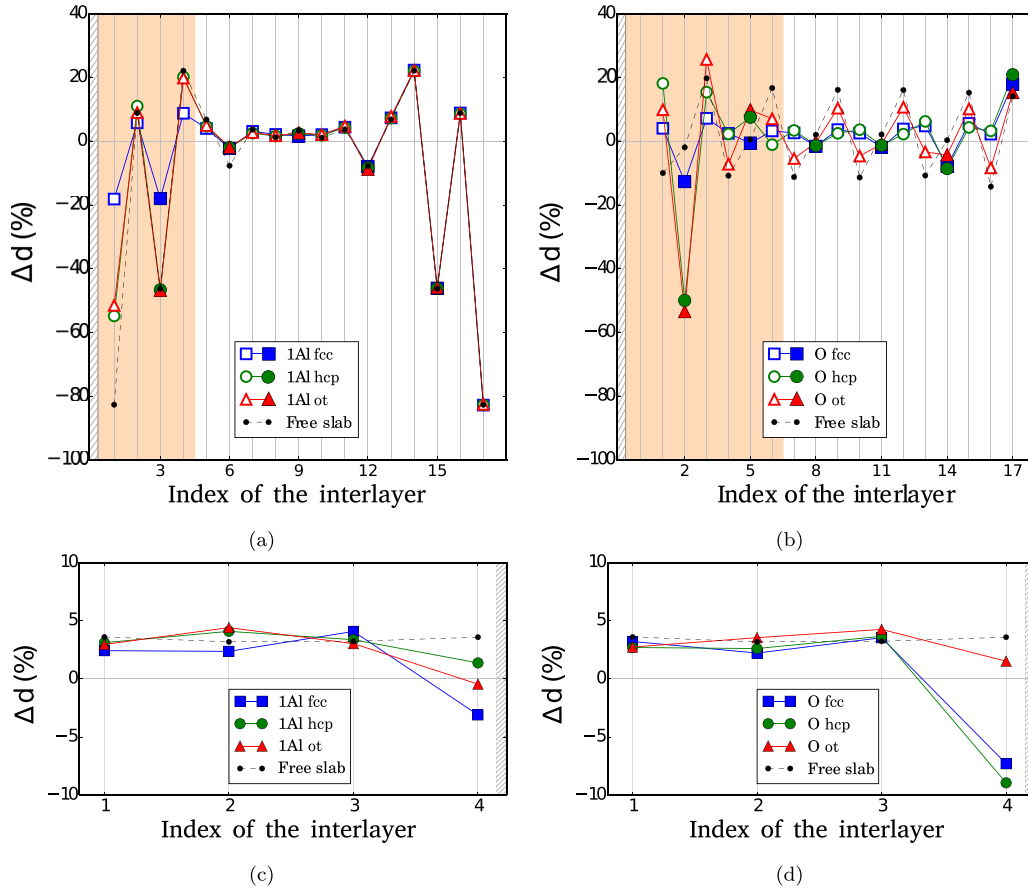 40
20
0
−20
−40
−60
−80
−100
Δd (%)
1Al fcc
1Al hcp
1Al ot
Free slab
3 6 9 12 15
Index of the interlayer
(a)
40
20
0
−20
−40
−60
−80
−100
Δd (%)
O fcc
O hcp
O ot
Free slab
2 5 8 11 14 17
Index of the interlayer
(b)
10
5
0
−5
−10
Δd (%)
1Al fcc
1Al hcp
1Al ot
Free slab
1 2 3 4
Index of the interlayer
(c)
10
5
0
−5
−10
Δd (%)
O fcc
O hcp
O ot
Free slab
1 2 3 4
Index of the interlayer
(d)